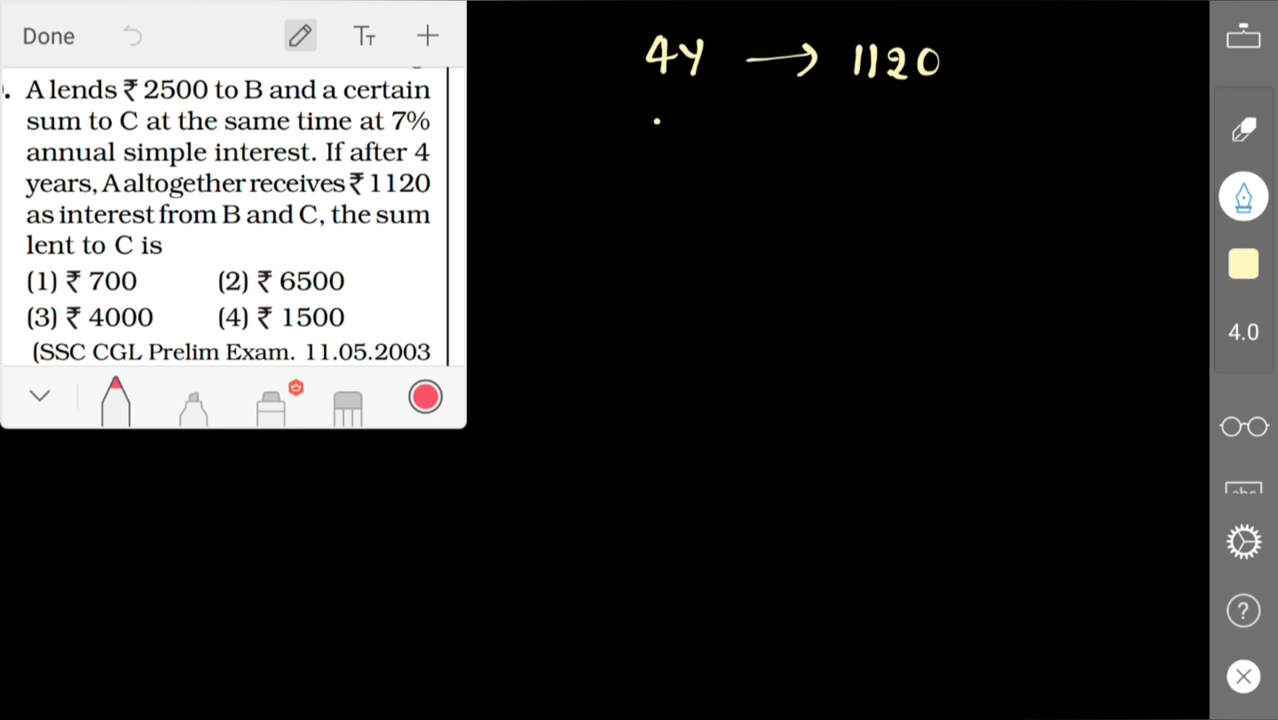 Done
4Y → 1120
. A lends ₹ 2500 to B and a certain
sum to C at the same time at 7%
annual simple interest. If after 4
years, A altogether receives ₹ 1120
as interest from B and C, the sum
lent to C is
(1) ₹ 700 (2) ₹ 6500
(3) ₹ 4000 (4) ₹ 1500
(SSC CGL Prelim Exam. 11.05.2003
4.0
abc
?